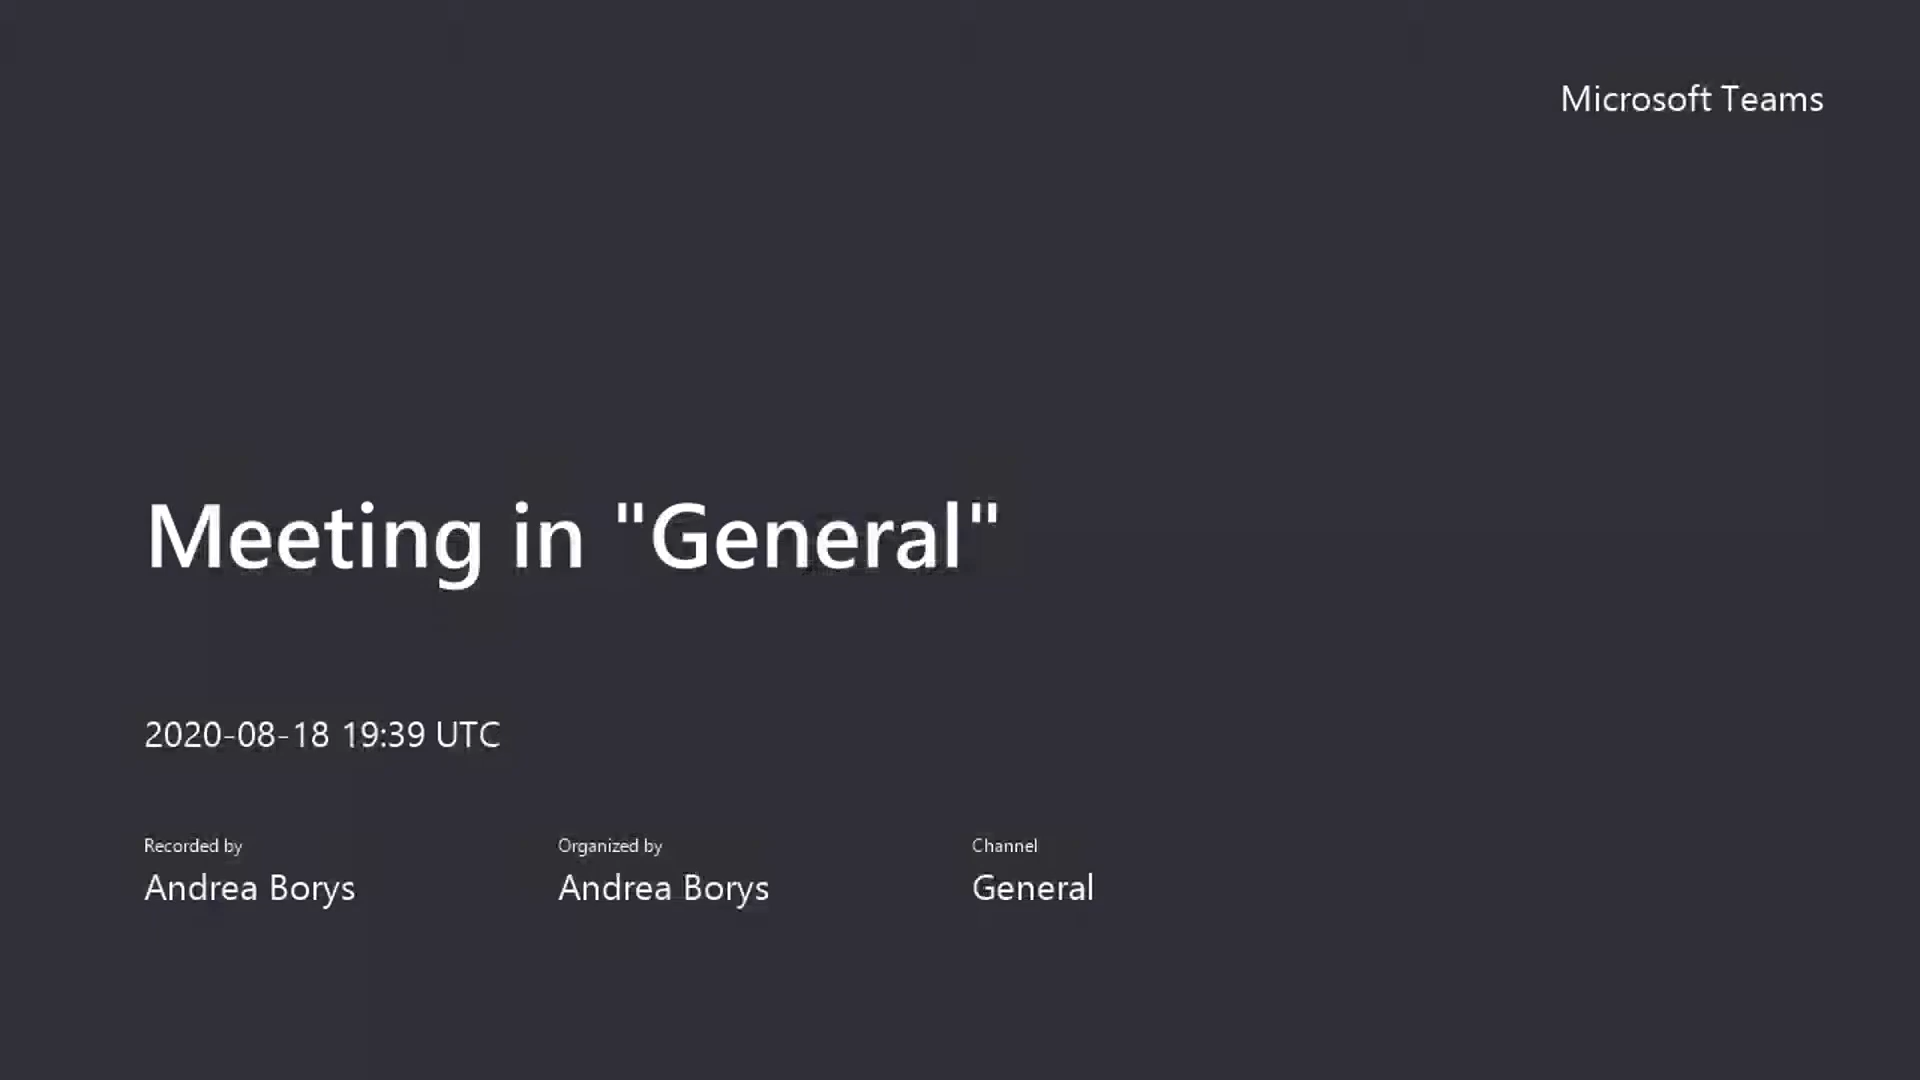 Microsoft Teams
Meeting in "General"
2020-08-18 19:39 UTC
Recorded by
Andrea Borys
Organized by
Andrea Borys
Channel
General